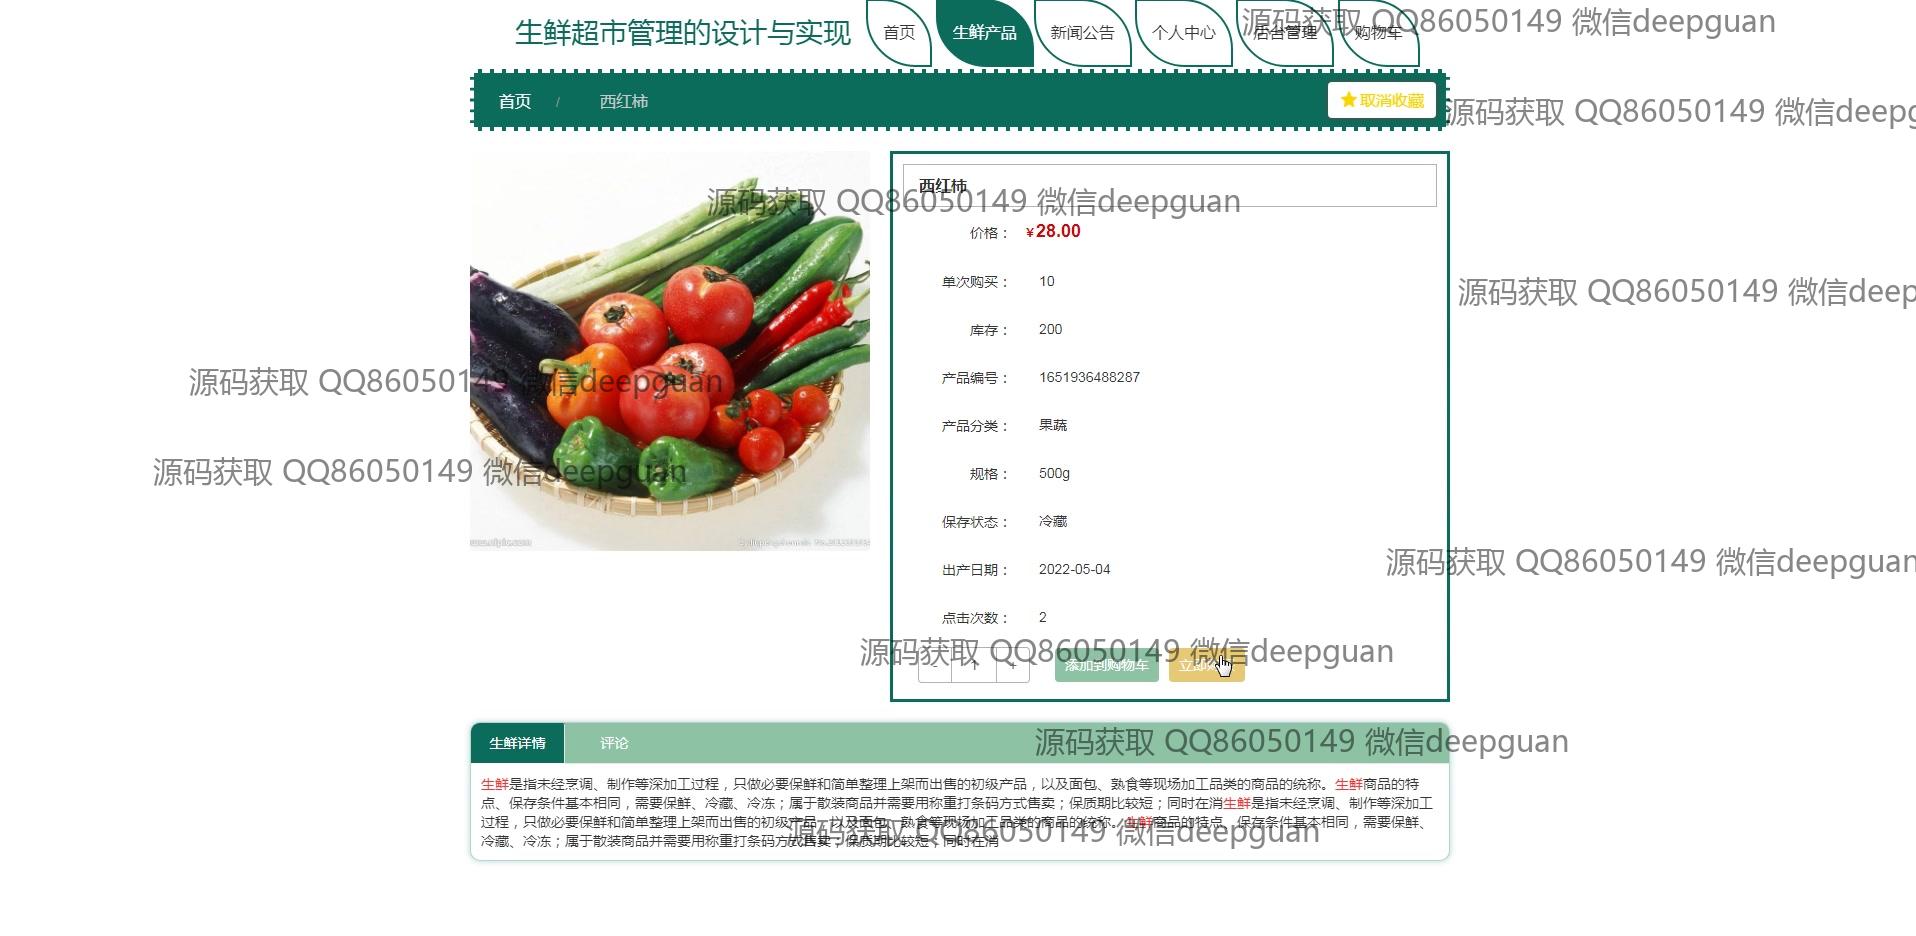 生鲜超市管理的设计与实现
首页
生鲜产品
新闻公告
个人中心
后台管理
购物车
源码获取 QQ86050149 微信deepguan
首页 / 西红柿
取消收藏
源码获取 QQ86050149 微信deepg
西红柿
源码获取 QQ86050149 微信deepguan
价格： ¥28.00
单次购买： 10
源码获取 QQ86050149 微信deep
库存： 200
产品编号： 1651936488287
源码获取 QQ86050149 微信deepguan
产品分类： 果蔬
规格： 500g
源码获取 QQ86050149 微信deepguan
保存状态： 冷藏
www.nipic.com
出产日期： 2022-05-04
源码获取 QQ86050149 微信deepguan
点击次数： 2
源码获取 QQ86050149 微信deepguan
- 1 +
添加到购物车
立即
生鲜详情
评论
源码获取 QQ86050149 微信deepguan
生鲜是指未经烹调、制作等深加工过程，只做必要保鲜和简单整理上架而出售的初级产品，以及面包、熟食等现场加工品类的商品的统称。生鲜商品的特
点、保存条件基本相同，需要保鲜、冷藏、冷冻；属于散装商品并需要用称重打条码方式售卖；保质期比较短；同时在消生鲜是指未经烹调、制作等深加工
过程，只做必要保鲜和简单整理上架而出售的初级产品，以及面包、熟食等现场加工品类的商品的统称。生鲜商品的特点、保存条件基本相同，需要保鲜、
冷藏、冷冻；属于散装商品并需要用称重打条码方式售卖；保质期比较短；同时在消
源码获取 QQ86050149 微信deepguan